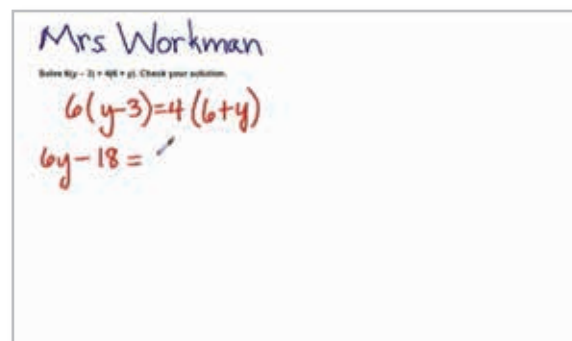 Mrs Workman
Solve 6(y – 3) = 4(6 + y). Check your solution.
6(y-3)=4(6+y)
6y-18=